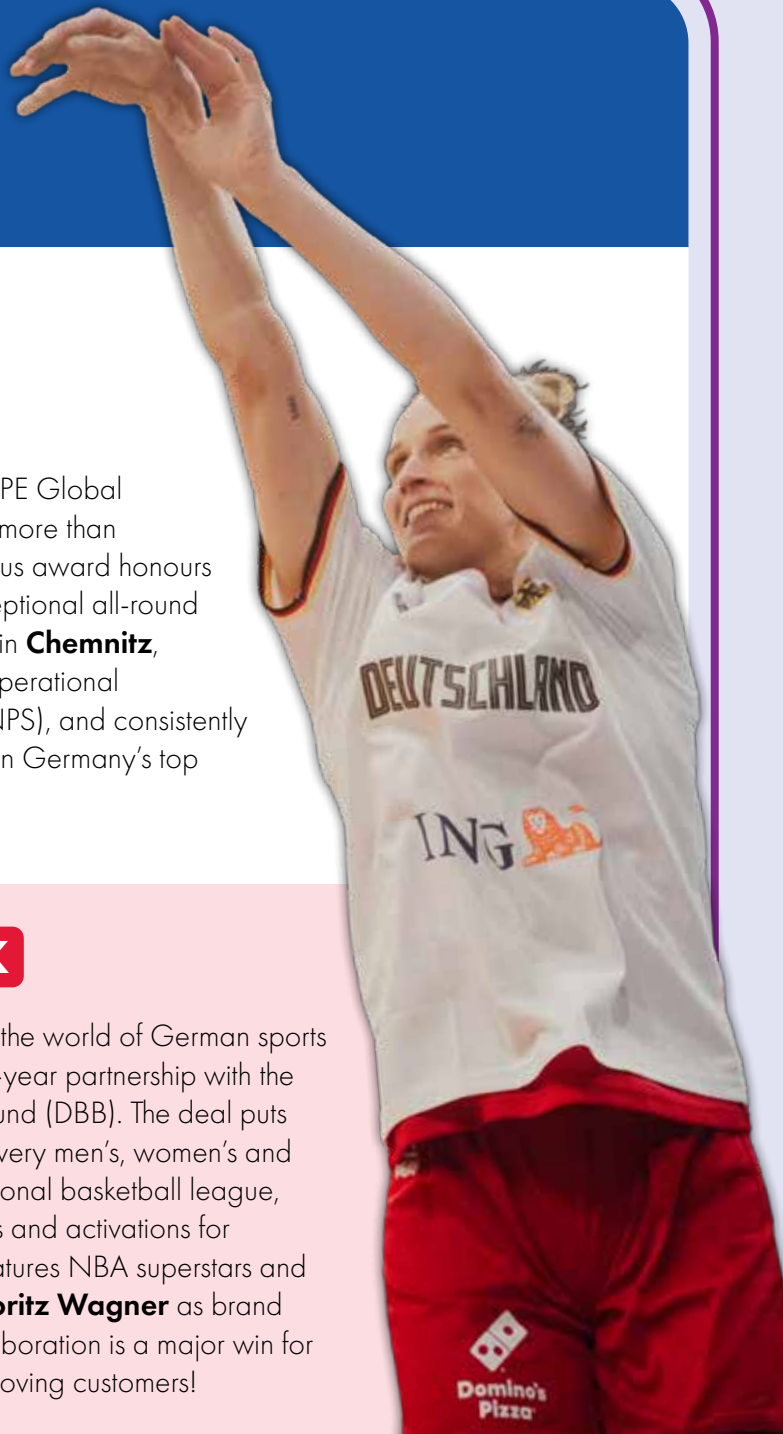 PE Global
more than
us award honours
eptional all-round
in Chemnitz,
perational
NPS), and consistently
n Germany's top
K
the world of German sports
-year partnership with the
und (DBB). The deal puts
very men's, women's and
ional basketball league,
s and activations for
atures NBA superstars and
oritz Wagner as brand
boration is a major win for
oving customers!
DEUTSCHLAND
ING
Domino's
Pizza